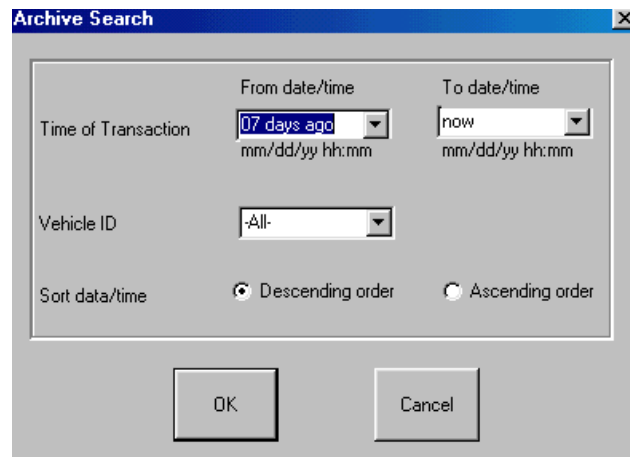 Archive Search
From date/time To date/time
Time of Transaction 07 days ago now
mm/dd/yy hh:mm mm/dd/yy hh:mm
Vehicle ID -All-
Sort data/time Descending order Ascending order
OK Cancel